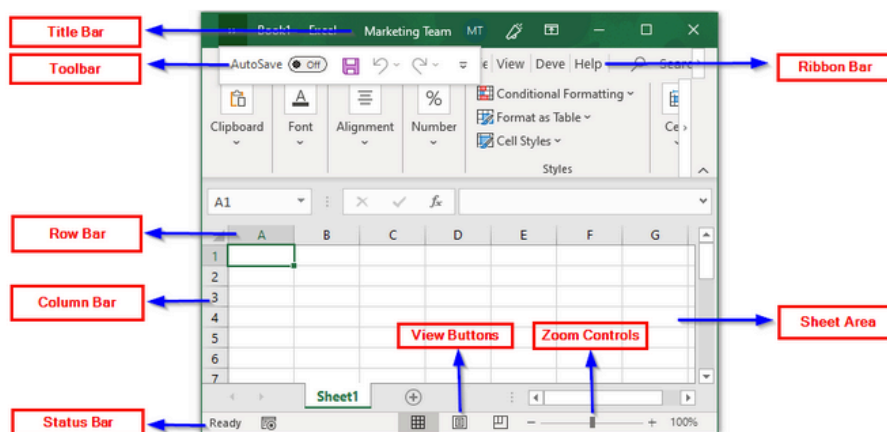 Title Bar
Book1 - Excel Marketing Team MT
Toolbar
AutoSave Off View Deve Help
Ribbon Bar
Clipboard
Font
Alignment
Number
Conditional Formatting
Format as Table
Cell Styles
Styles
A1
fx
Row Bar
A B C D E F G
1
2
3
Column Bar
4
Sheet Area
5
View Buttons
Zoom Controls
6
7
Sheet1
Status Bar
Ready
100%